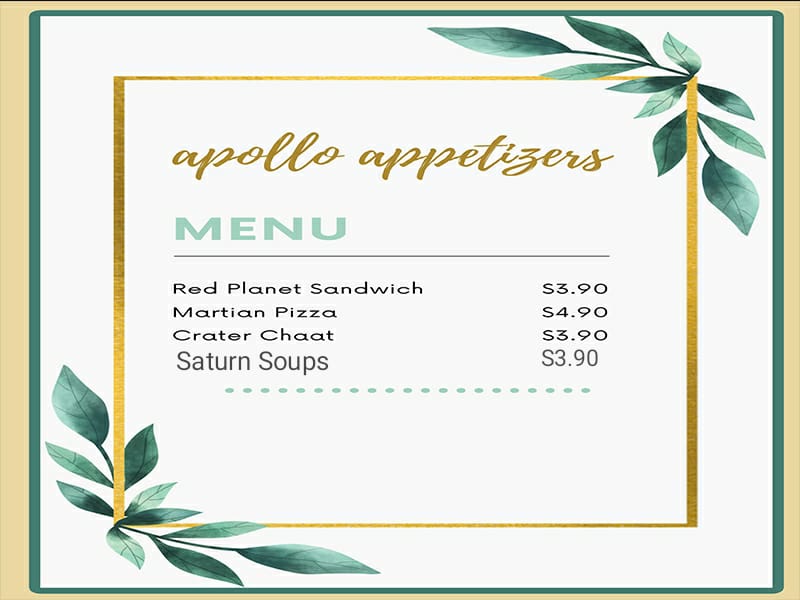 apollo appetizers
MENU
Red Planet Sandwich S3.90
Martian Pizza S4.90
Crater Chaat S3.90
Saturn Soups S3.90